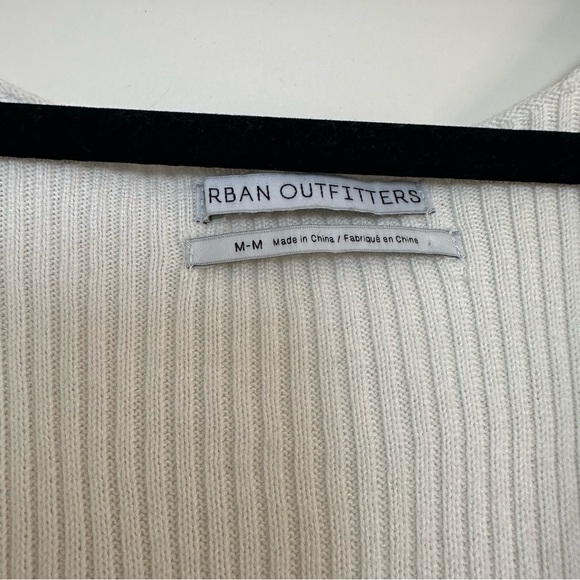 RBAN OUTFITTERS
M-M Made in China / Fabriqué en Chine